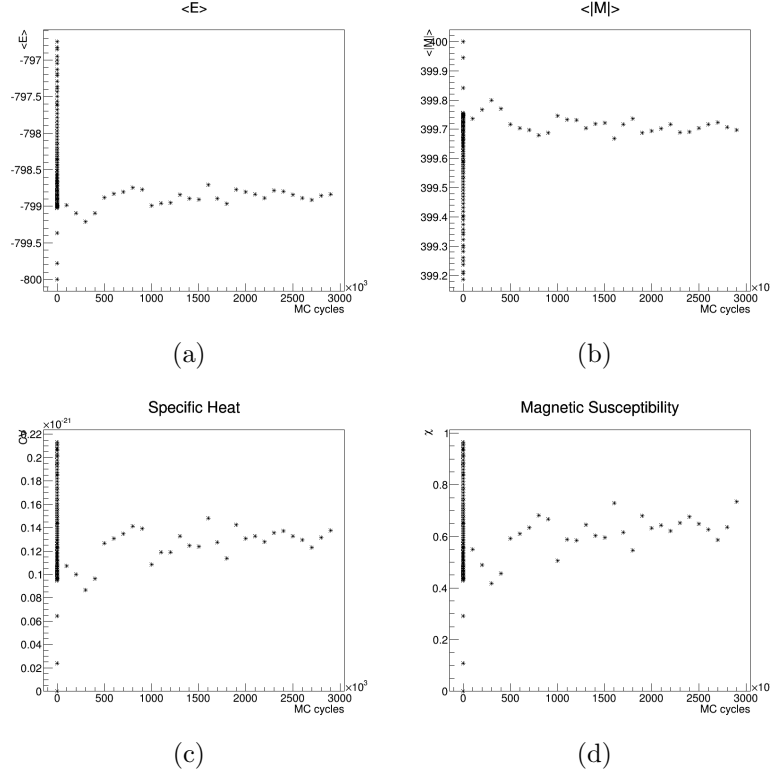 <E>
<E>
-797
-797.5
-798
-798.5
-799
-799.5
-800
0 500 1000 1500 2000 2500 3000
×10³
MC cycles
(a)
<|M|>
<|M|>
400
399.9
399.8
399.7
399.6
399.5
399.4
399.3
399.2
0 500 1000 1500 2000 2500 3000
×10
MC cycles
(b)
Specific Heat
×10⁻²¹
0.22
0.2
0.18
0.16
0.14
0.12
0.1
0.08
0.06
0.04
0.02
0
0 500 1000 1500 2000 2500 3000
×10³
MC cycles
(c)
Magnetic Susceptibility
χ
1
0.8
0.6
0.4
0.2
0
0 500 1000 1500 2000 2500 3000
×10
MC cycles
(d)